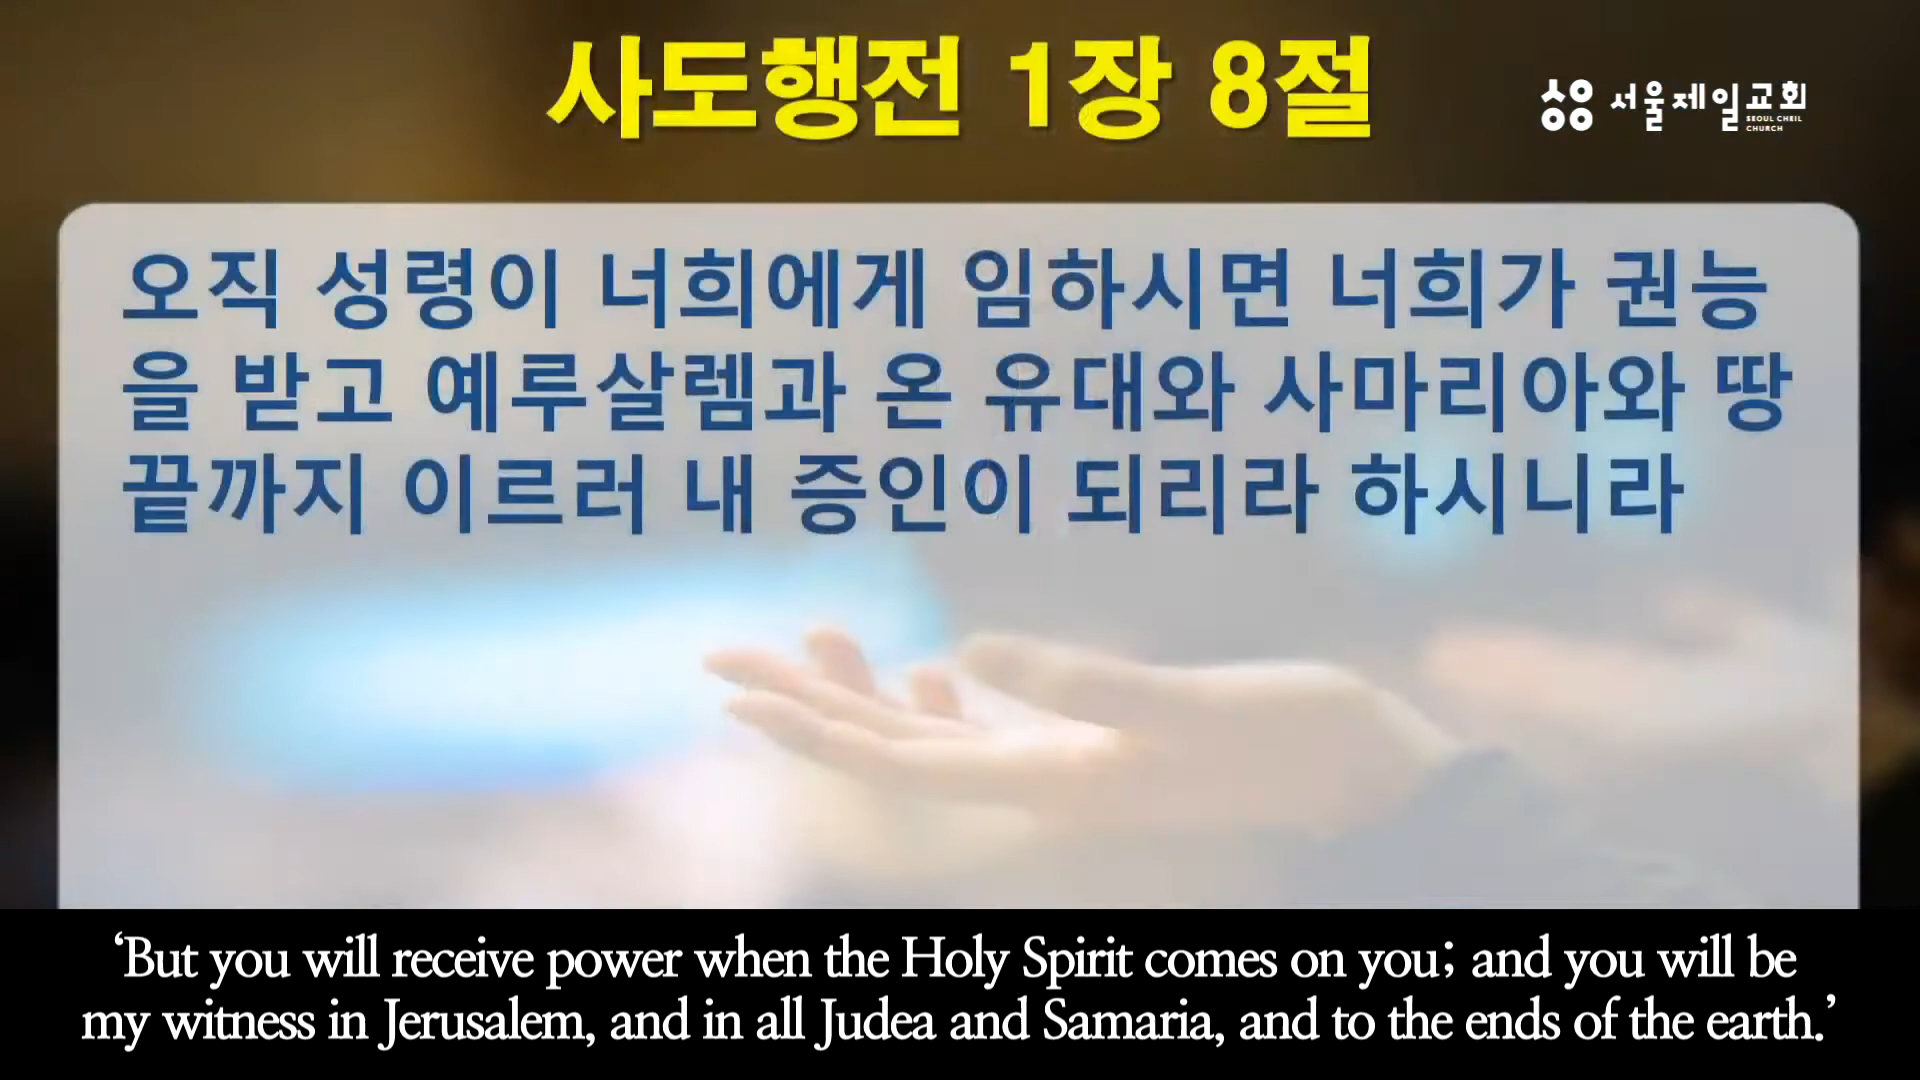 사도행전 1장 8절
서울제일교회
SEOUL CHEIL
CHURCH
오직 성령이 너희에게 임하시면 너희가 권능
을 받고 예루살렘과 온 유대와 사마리아와 땅
끝까지 이르러 내 증인이 되리라 하시니라
‘But you will receive power when the Holy Spirit comes on you; and you will be
my witness in Jerusalem, and in all Judea and Samaria, and to the ends of the earth.’